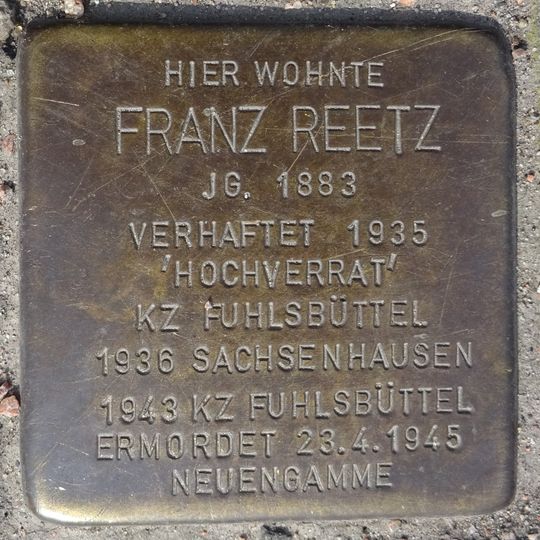 HIER WOHNTE
FRANZ REETZ
JG. 1883
VERHAFTET 1935
'HOCHVERRAT'
KZ FUHLSBÜTTEL
1936 SACHSENHAUSEN
1943 KZ FUHLSBÜTTEL
ERMORDET 23.4.1945
NEUENGAMME